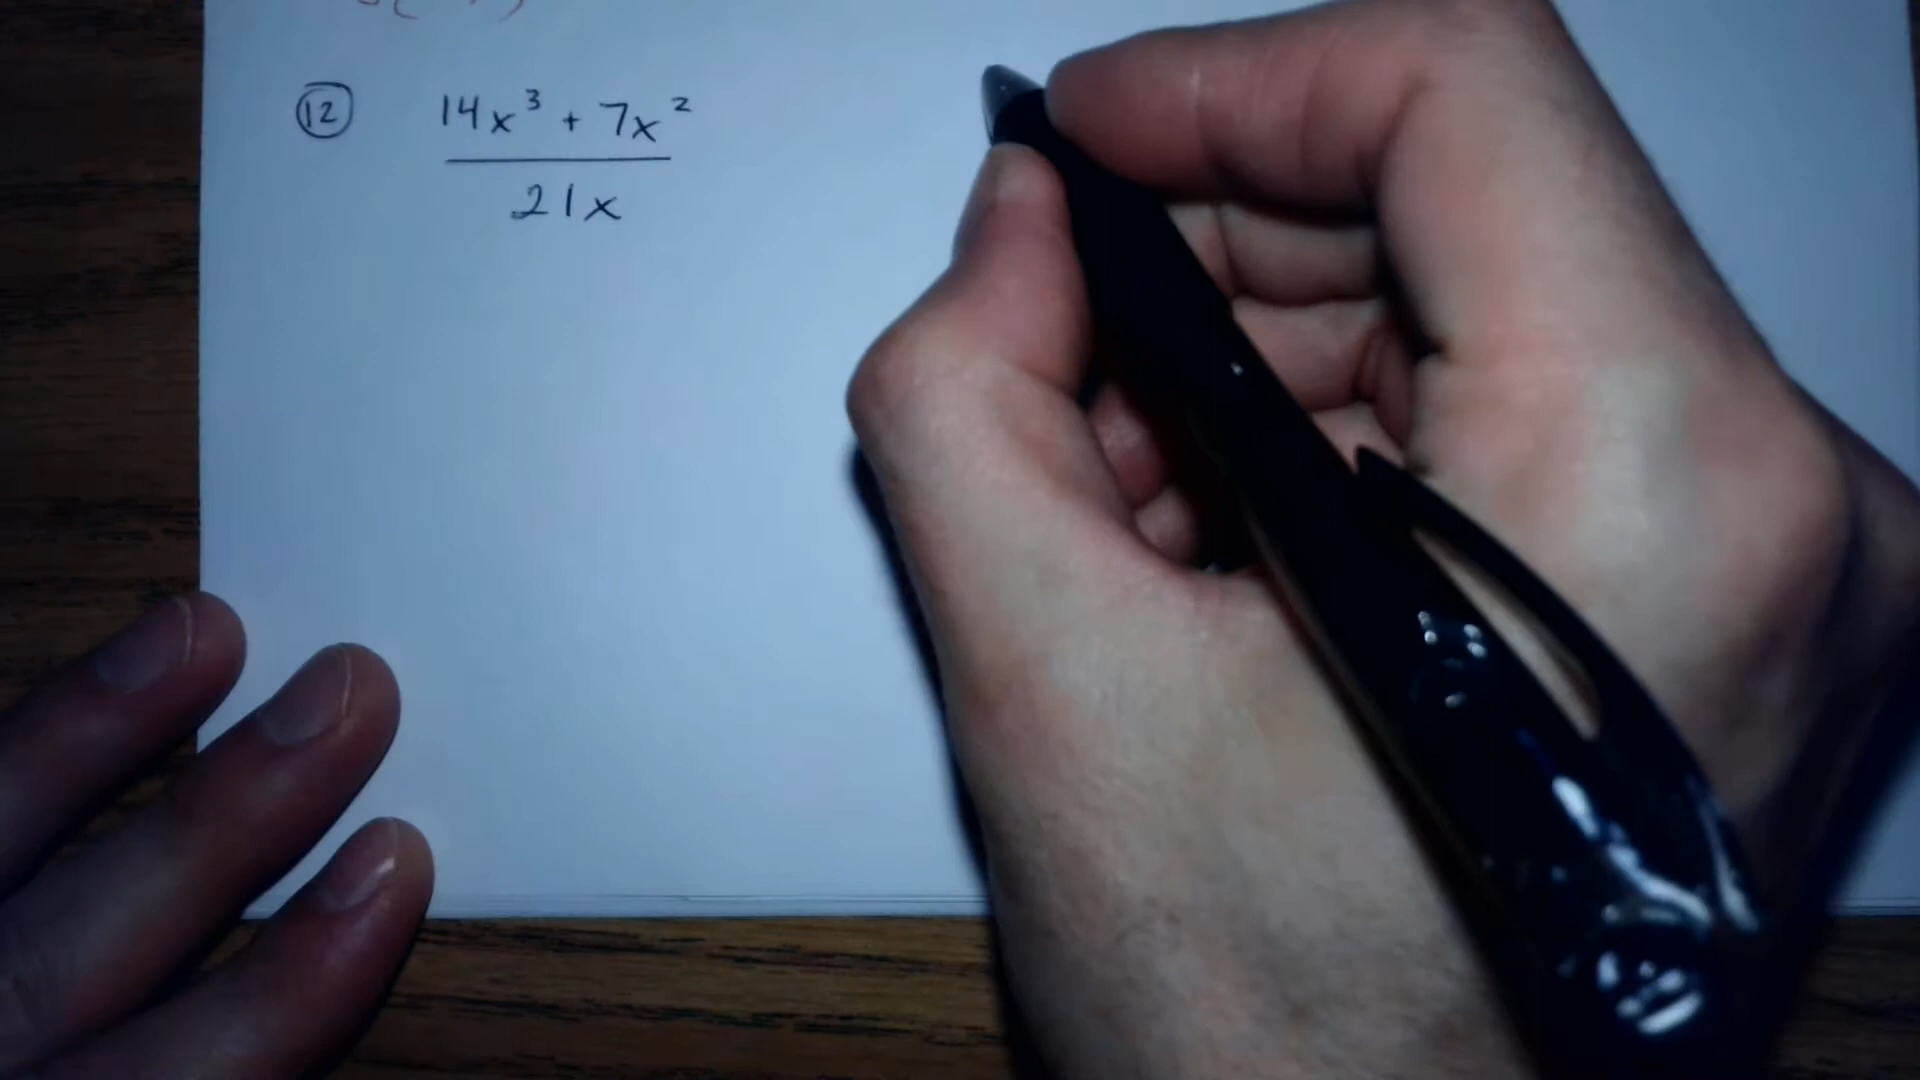 ⑫ 14x³ + 7x²
21x